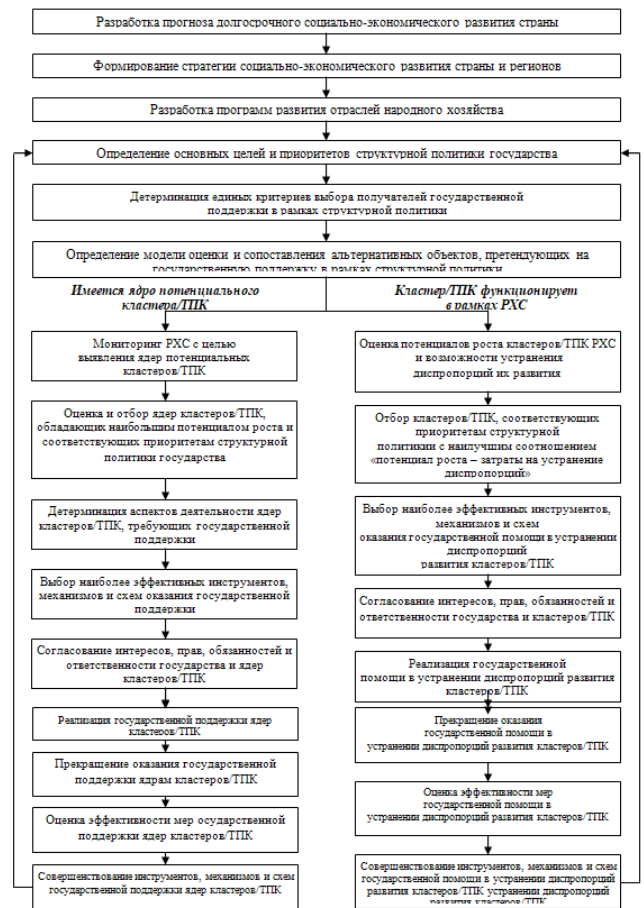 Разработка прогноза долгосрочного социально-экономического развития страны
Формирование стратегии социально-экономического развития страны и регионов
Разработка программ развития отраслей народного хозяйства
Определение основных целей и приоритетов структурной политики государства
Детерминация единых критериев выбора получателей государственной
поддержки в рамках структурной политики
Определение модели оценки и сопоставления альтернативных объектов, претендующих на
государственную поддержку в рамках структурной политики
Имеется ядро потенциального
кластера/ТПК
Мониторинг РХС с целью
выявления ядер потенциальных
кластеров/ТПК
Оценка и отбор ядер кластеров/ТПК,
обладающих наибольшим потенциалом роста и
соответствующих приоритетам структурной
политики государства
Детерминация аспектов деятельности ядер
кластеров/ТПК, требующих государственной
поддержки
Выбор наиболее эффективных инструментов,
механизмов и схем оказания государственной
поддержки
Согласование интересов, прав, обязанностей и
ответственности государства и ядер
кластеров/ТПК
Реализация государственной поддержки ядер
кластеров/ТПК
Прекращение оказания государственной
поддержки ядрам кластеров/ТПК
Оценка эффективности мер осударственной
поддержки ядер кластеров/ТПК
Совершенствование инструментов, механизмов и схем
государственной поддержки ядер кластеров/ТПК
Кластер/ТПК функционирует
в рамках РХС
Оценка потенциалов роста кластеров/ТПК РХС
и возможности устранения
диспропорций их развития
Отбор кластеров/ТПК, соответствующих
приоритетам структурной
политикии с наилучшим соотношением
«потенциал роста – затраты на устранение
диспропорций»
Выбор наиболее эффективных инструментов,
механизмов и схем
оказания государственной помощи в устранении
диспропорций
развития кластеров/ТПК
Согласование интересов, прав, обязанностей и
ответственности государства и кластеров/ТПК
Реализация государственной
помощи в устранении диспропорций развития
кластеров/ТПК
Прекращение оказания
государственной помощи в
устранении диспропорций развития кластеров/ТПК
Оценка эффективности мер
государственной помощи в
устранении диспропорций развития кластеров/ТПК
Совершенствование инструментов, механизмов и схем
государственной помощи в устранении диспропорций
развития кластеров/ТПК устранении диспропорций
развития кластеров/ТПК